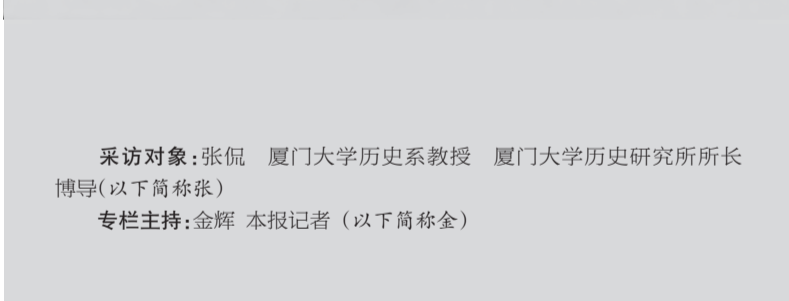 采访对象:张侃　厦门大学历史系教授　厦门大学历史研究所所长
博导(以下简称张)
专栏主持:金辉 本报记者 (以下简称金)